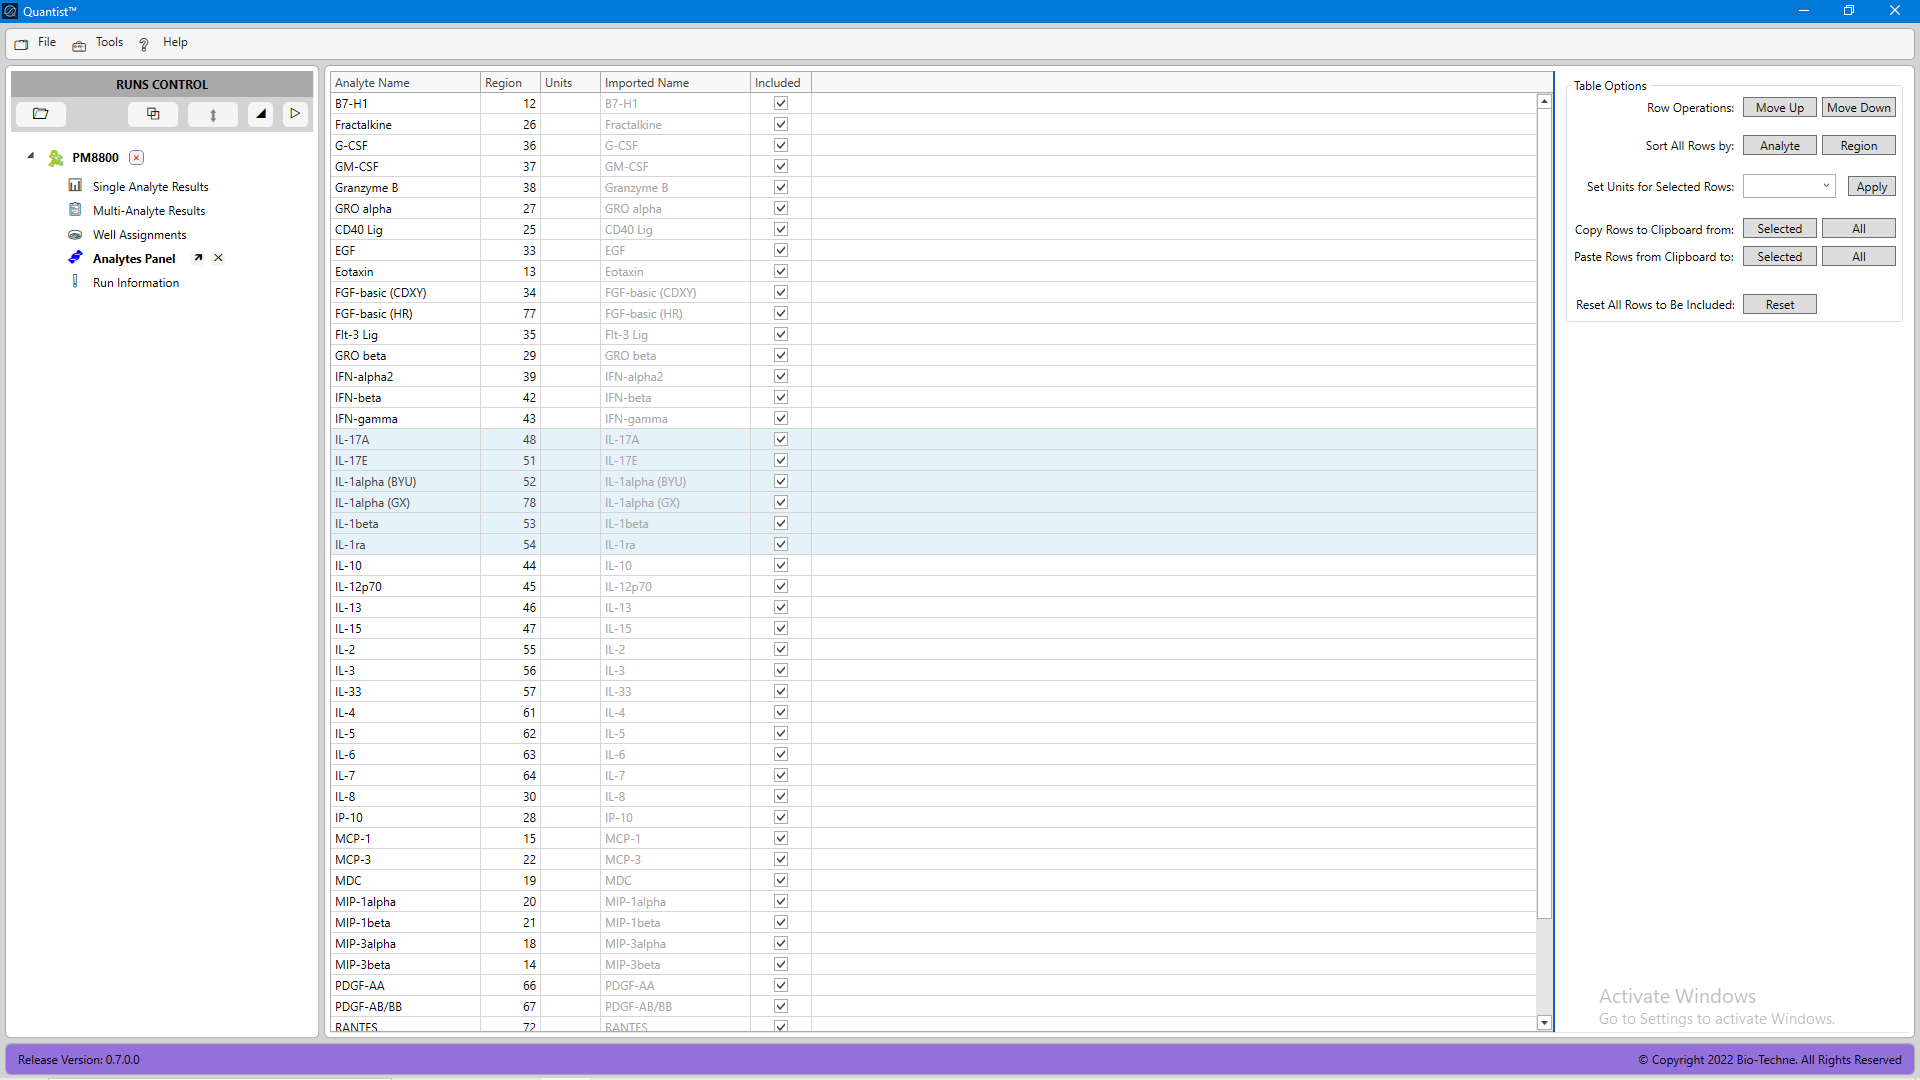 Quantist™
File Tools ? Help
RUNS CONTROL
PM8800
Single Analyte Results
Multi-Analyte Results
Well Assignments
Analytes Panel
Run Information
Analyte Name Region Units Imported Name Included
B7-H1 12 B7-H1
Fractalkine 26 Fractalkine
G-CSF 36 G-CSF
GM-CSF 37 GM-CSF
Granzyme B 38 Granzyme B
GRO alpha 27 GRO alpha
CD40 Lig 25 CD40 Lig
EGF 33 EGF
Eotaxin 13 Eotaxin
FGF-basic (CDXY) 34 FGF-basic (CDXY)
FGF-basic (HR) 77 FGF-basic (HR)
Flt-3 Lig 35 Flt-3 Lig
GRO beta 29 GRO beta
IFN-alpha2 39 IFN-alpha2
IFN-beta 42 IFN-beta
IFN-gamma 43 IFN-gamma
IL-17A 48 IL-17A
IL-17E 51 IL-17E
IL-1alpha (BYU) 52 IL-1alpha (BYU)
IL-1alpha (GX) 78 IL-1alpha (GX)
IL-1beta 53 IL-1beta
IL-1ra 54 IL-1ra
IL-10 44 IL-10
IL-12p70 45 IL-12p70
IL-13 46 IL-13
IL-15 47 IL-15
IL-2 55 IL-2
IL-3 56 IL-3
IL-33 57 IL-33
IL-4 61 IL-4
IL-5 62 IL-5
IL-6 63 IL-6
IL-7 64 IL-7
IL-8 30 IL-8
IP-10 28 IP-10
MCP-1 15 MCP-1
MCP-3 22 MCP-3
MDC 19 MDC
MIP-1alpha 20 MIP-1alpha
MIP-1beta 21 MIP-1beta
MIP-3alpha 18 MIP-3alpha
MIP-3beta 14 MIP-3beta
PDGF-AA 66 PDGF-AA
PDGF-AB/BB 67 PDGF-AB/BB
RANTES 72 RANTES
Table Options
Row Operations: Move Up Move Down
Sort All Rows by: Analyte Region
Set Units for Selected Rows: Apply
Copy Rows to Clipboard from: Selected All
Paste Rows from Clipboard to: Selected All
Reset All Rows to Be Included: Reset
Activate Windows
Go to Settings to activate Windows.
Release Version: 0.7.0.0
© Copyright 2022 Bio-Techne. All Rights Reserved